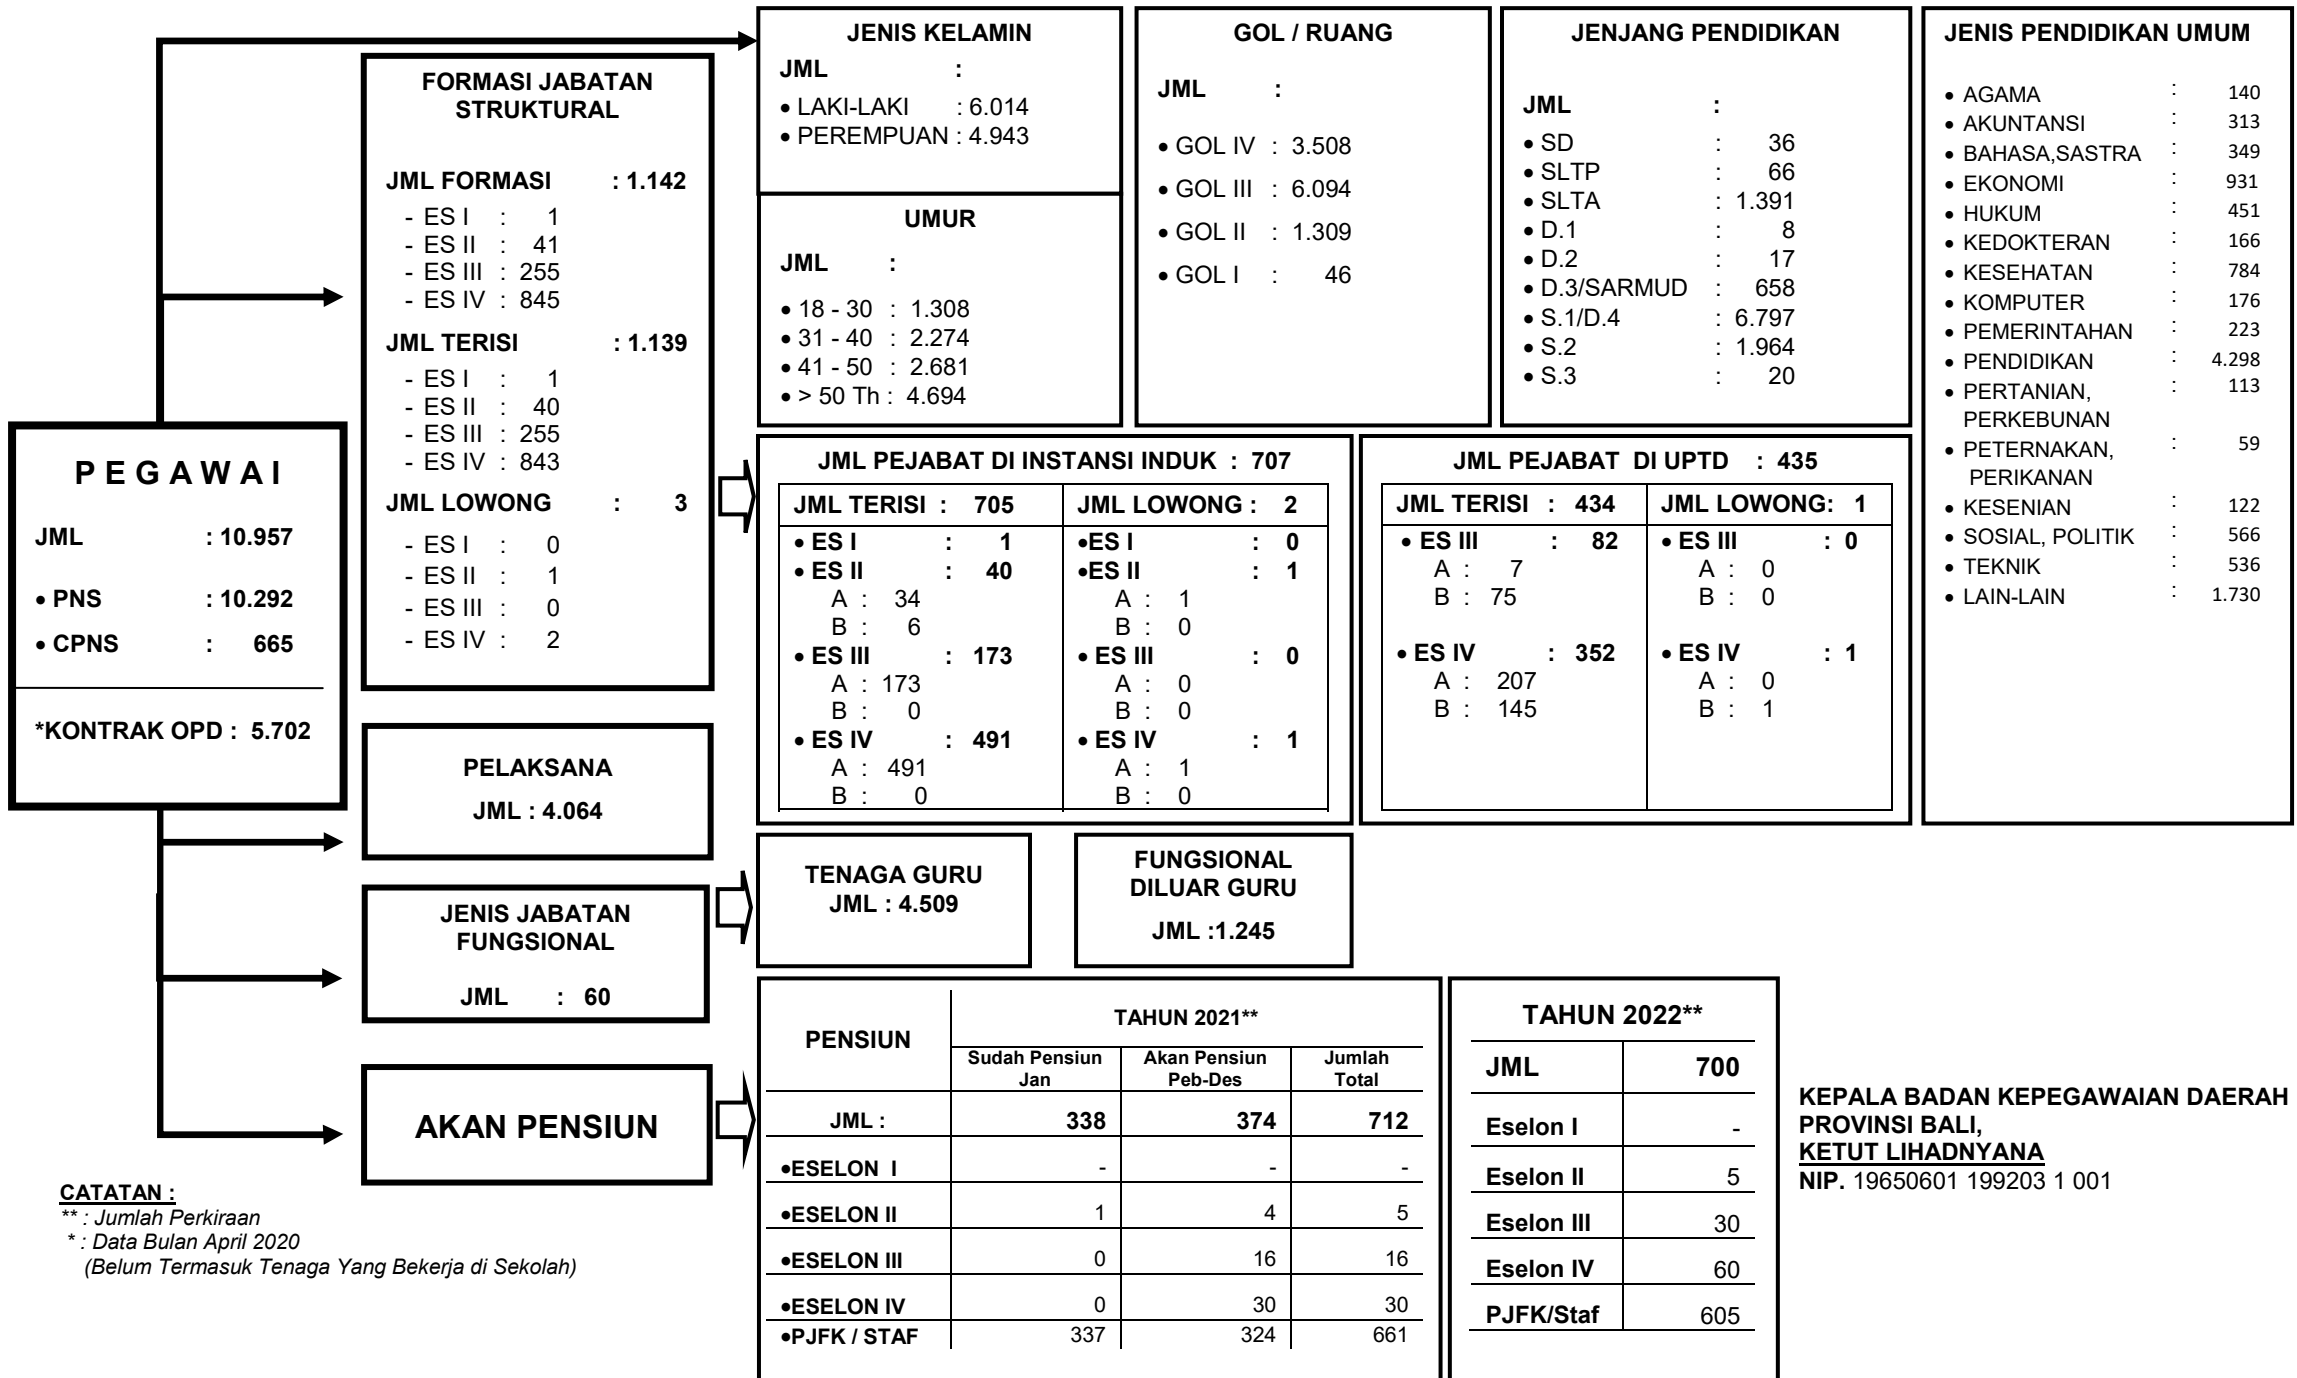 P E G A W A I
JML : 10.957
• PNS : 10.292
• CPNS : 665
*KONTRAK OPD : 5.702
FORMASI JABATAN
STRUKTURAL
JML FORMASI : 1.142
- ES I : 1
- ES II : 41
- ES III : 255
- ES IV : 845
JML TERISI : 1.139
- ES I : 1
- ES II : 40
- ES III : 255
- ES IV : 843
JML LOWONG : 3
- ES I : 0
- ES II : 1
- ES III : 0
- ES IV : 2
PELAKSANA
JML : 4.064
JENIS JABATAN
FUNGSIONAL
JML : 60
AKAN PENSIUN
JENIS KELAMIN
JML :
• LAKI-LAKI : 6.014
• PEREMPUAN : 4.943
UMUR
JML :
• 18 - 30 : 1.308
• 31 - 40 : 2.274
• 41 - 50 : 2.681
• > 50 Th : 4.694
GOL / RUANG
JML :
• GOL IV : 3.508
• GOL III : 6.094
• GOL II : 1.309
• GOL I : 46
JENJANG PENDIDIKAN
JML :
• SD : 36
• SLTP : 66
• SLTA : 1.391
• D.1 : 8
• D.2 : 17
• D.3/SARMUD : 658
• S.1/D.4 : 6.797
• S.2 : 1.964
• S.3 : 20
JENIS PENDIDIKAN UMUM
• AGAMA : 140
• AKUNTANSI : 313
• BAHASA,SASTRA : 349
• EKONOMI : 931
• HUKUM : 451
• KEDOKTERAN : 166
• KESEHATAN : 784
• KOMPUTER : 176
• PEMERINTAHAN : 223
• PENDIDIKAN : 4.298
• PERTANIAN, : 113
PERKEBUNAN
• PETERNAKAN, : 59
PERIKANAN
• KESENIAN : 122
• SOSIAL, POLITIK : 566
• TEKNIK : 536
• LAIN-LAIN : 1.730
JML PEJABAT DI INSTANSI INDUK : 707
JML TERISI : 705
• ES I : 1
• ES II : 40
A : 34
B : 6
• ES III : 173
A : 173
B : 0
• ES IV : 491
A : 491
B : 0
JML LOWONG : 2
•ES I : 0
•ES II : 1
A : 1
B : 0
• ES III : 0
A : 0
B : 0
• ES IV : 1
A : 1
B : 0
JML PEJABAT DI UPTD : 435
JML TERISI : 434
• ES III : 82
A : 7
B : 75
• ES IV : 352
A : 207
B : 145
JML LOWONG: 1
• ES III : 0
A : 0
B : 0
• ES IV : 1
A : 0
B : 1
TENAGA GURU
JML : 4.509
FUNGSIONAL
DILUAR GURU
JML :1.245
PENSIUN TAHUN 2021**
Sudah Pensiun Akan Pensiun Jumlah
Jan Peb-Des Total
JML : 338 374 712
•ESELON I - - -
•ESELON II 1 4 5
•ESELON III 0 16 16
•ESELON IV 0 30 30
•PJFK / STAF 337 324 661
TAHUN 2022**
JML 700
Eselon I -
Eselon II 5
Eselon III 30
Eselon IV 60
PJFK/Staf 605
KEPALA BADAN KEPEGAWAIAN DAERAH
PROVINSI BALI,
KETUT LIHADNYANA
NIP. 19650601 199203 1 001
CATATAN :
** : Jumlah Perkiraan
* : Data Bulan April 2020
(Belum Termasuk Tenaga Yang Bekerja di Sekolah)